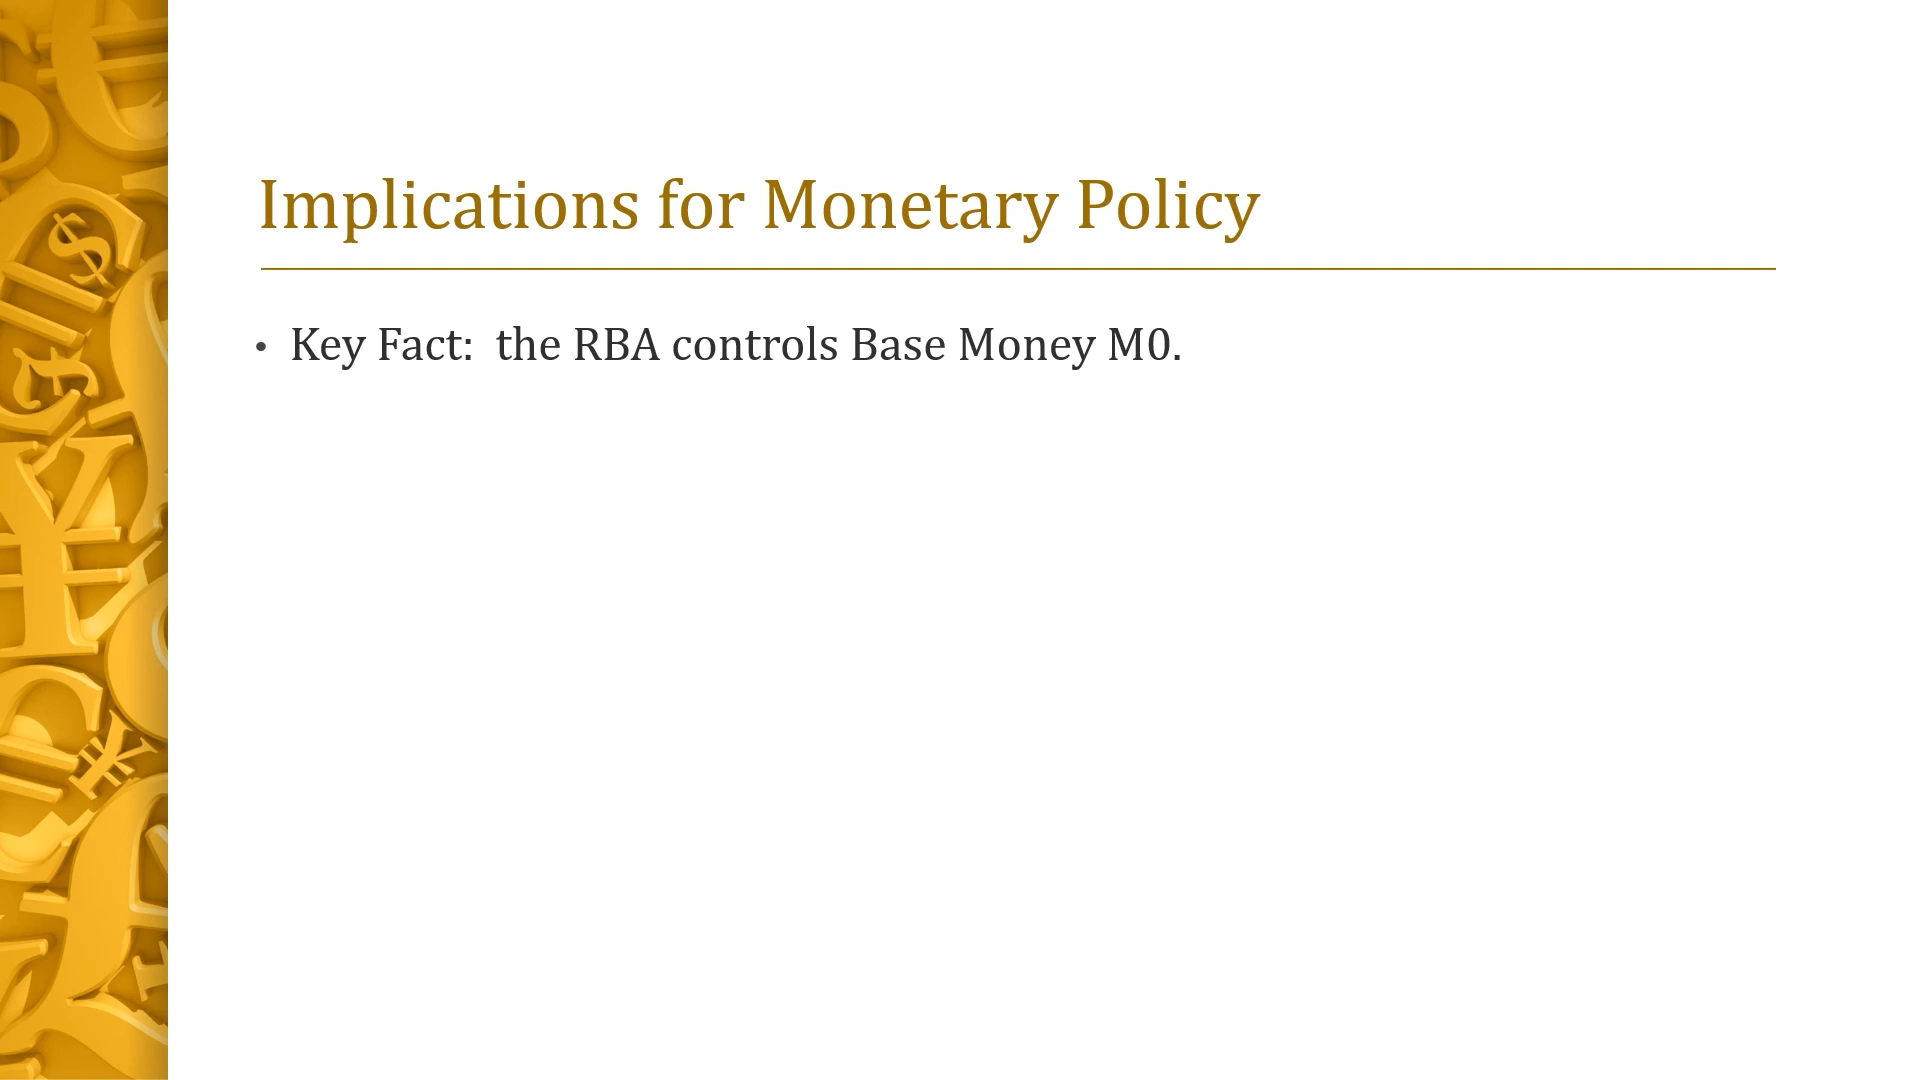 Implications for Monetary Policy
• Key Fact:  the RBA controls Base Money M0.